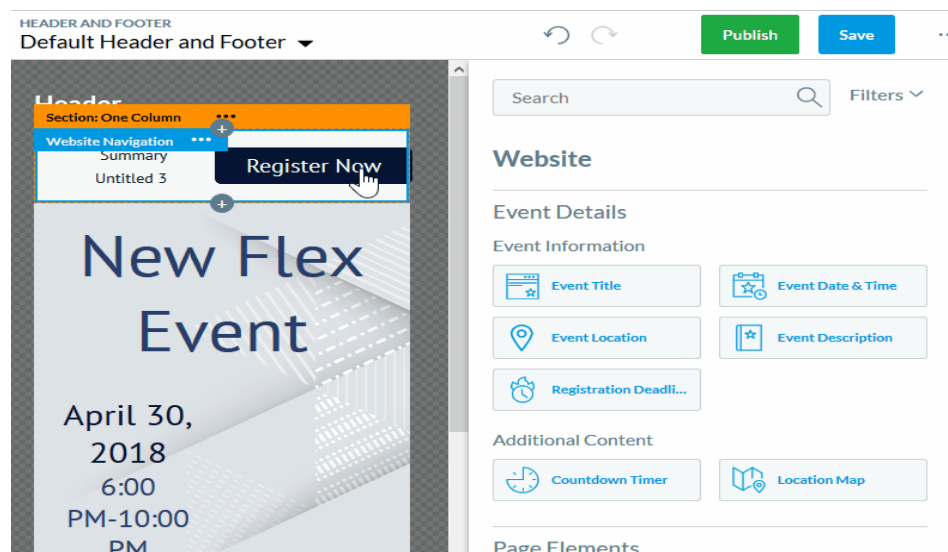 HEADER AND FOOTER
Default Header and Footer
Publish
Save
Header
Section: One Column
Website Navigation
Summary
Untitled 3
Register Now
New Flex
Event
April 30,
2018
6:00
PM-10:00
PM
Search
Filters
Website
Event Details
Event Information
Event Title
Event Date & Time
Event Location
Event Description
Registration Deadli...
Additional Content
Countdown Timer
Location Map
Page Elements